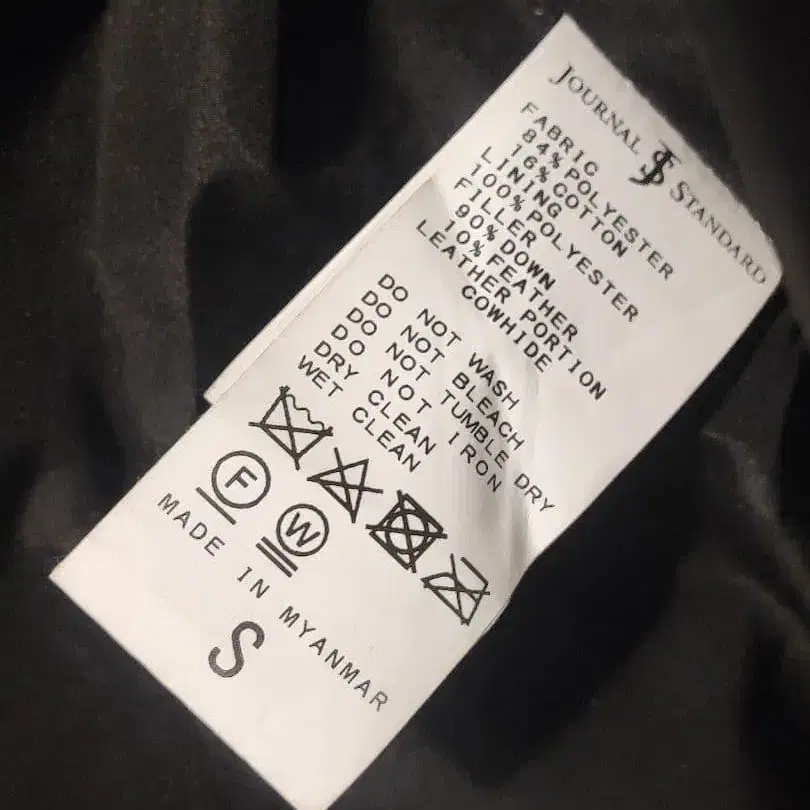 JOURNAL JS STANDARD
FABRIC
84%POLYESTER
16%COTTON
LINING
100%POLYESTER
FILLER
90%DOWN
10%FEATHER
LEATHER PORTION
COWHIDE
DO NOT WASH
DO NOT BLEACH
DO NOT TUMBLE DRY
DO NOT IRON
DRY CLEAN
WET CLEAN
F
W
MADE IN MYANMAR
S